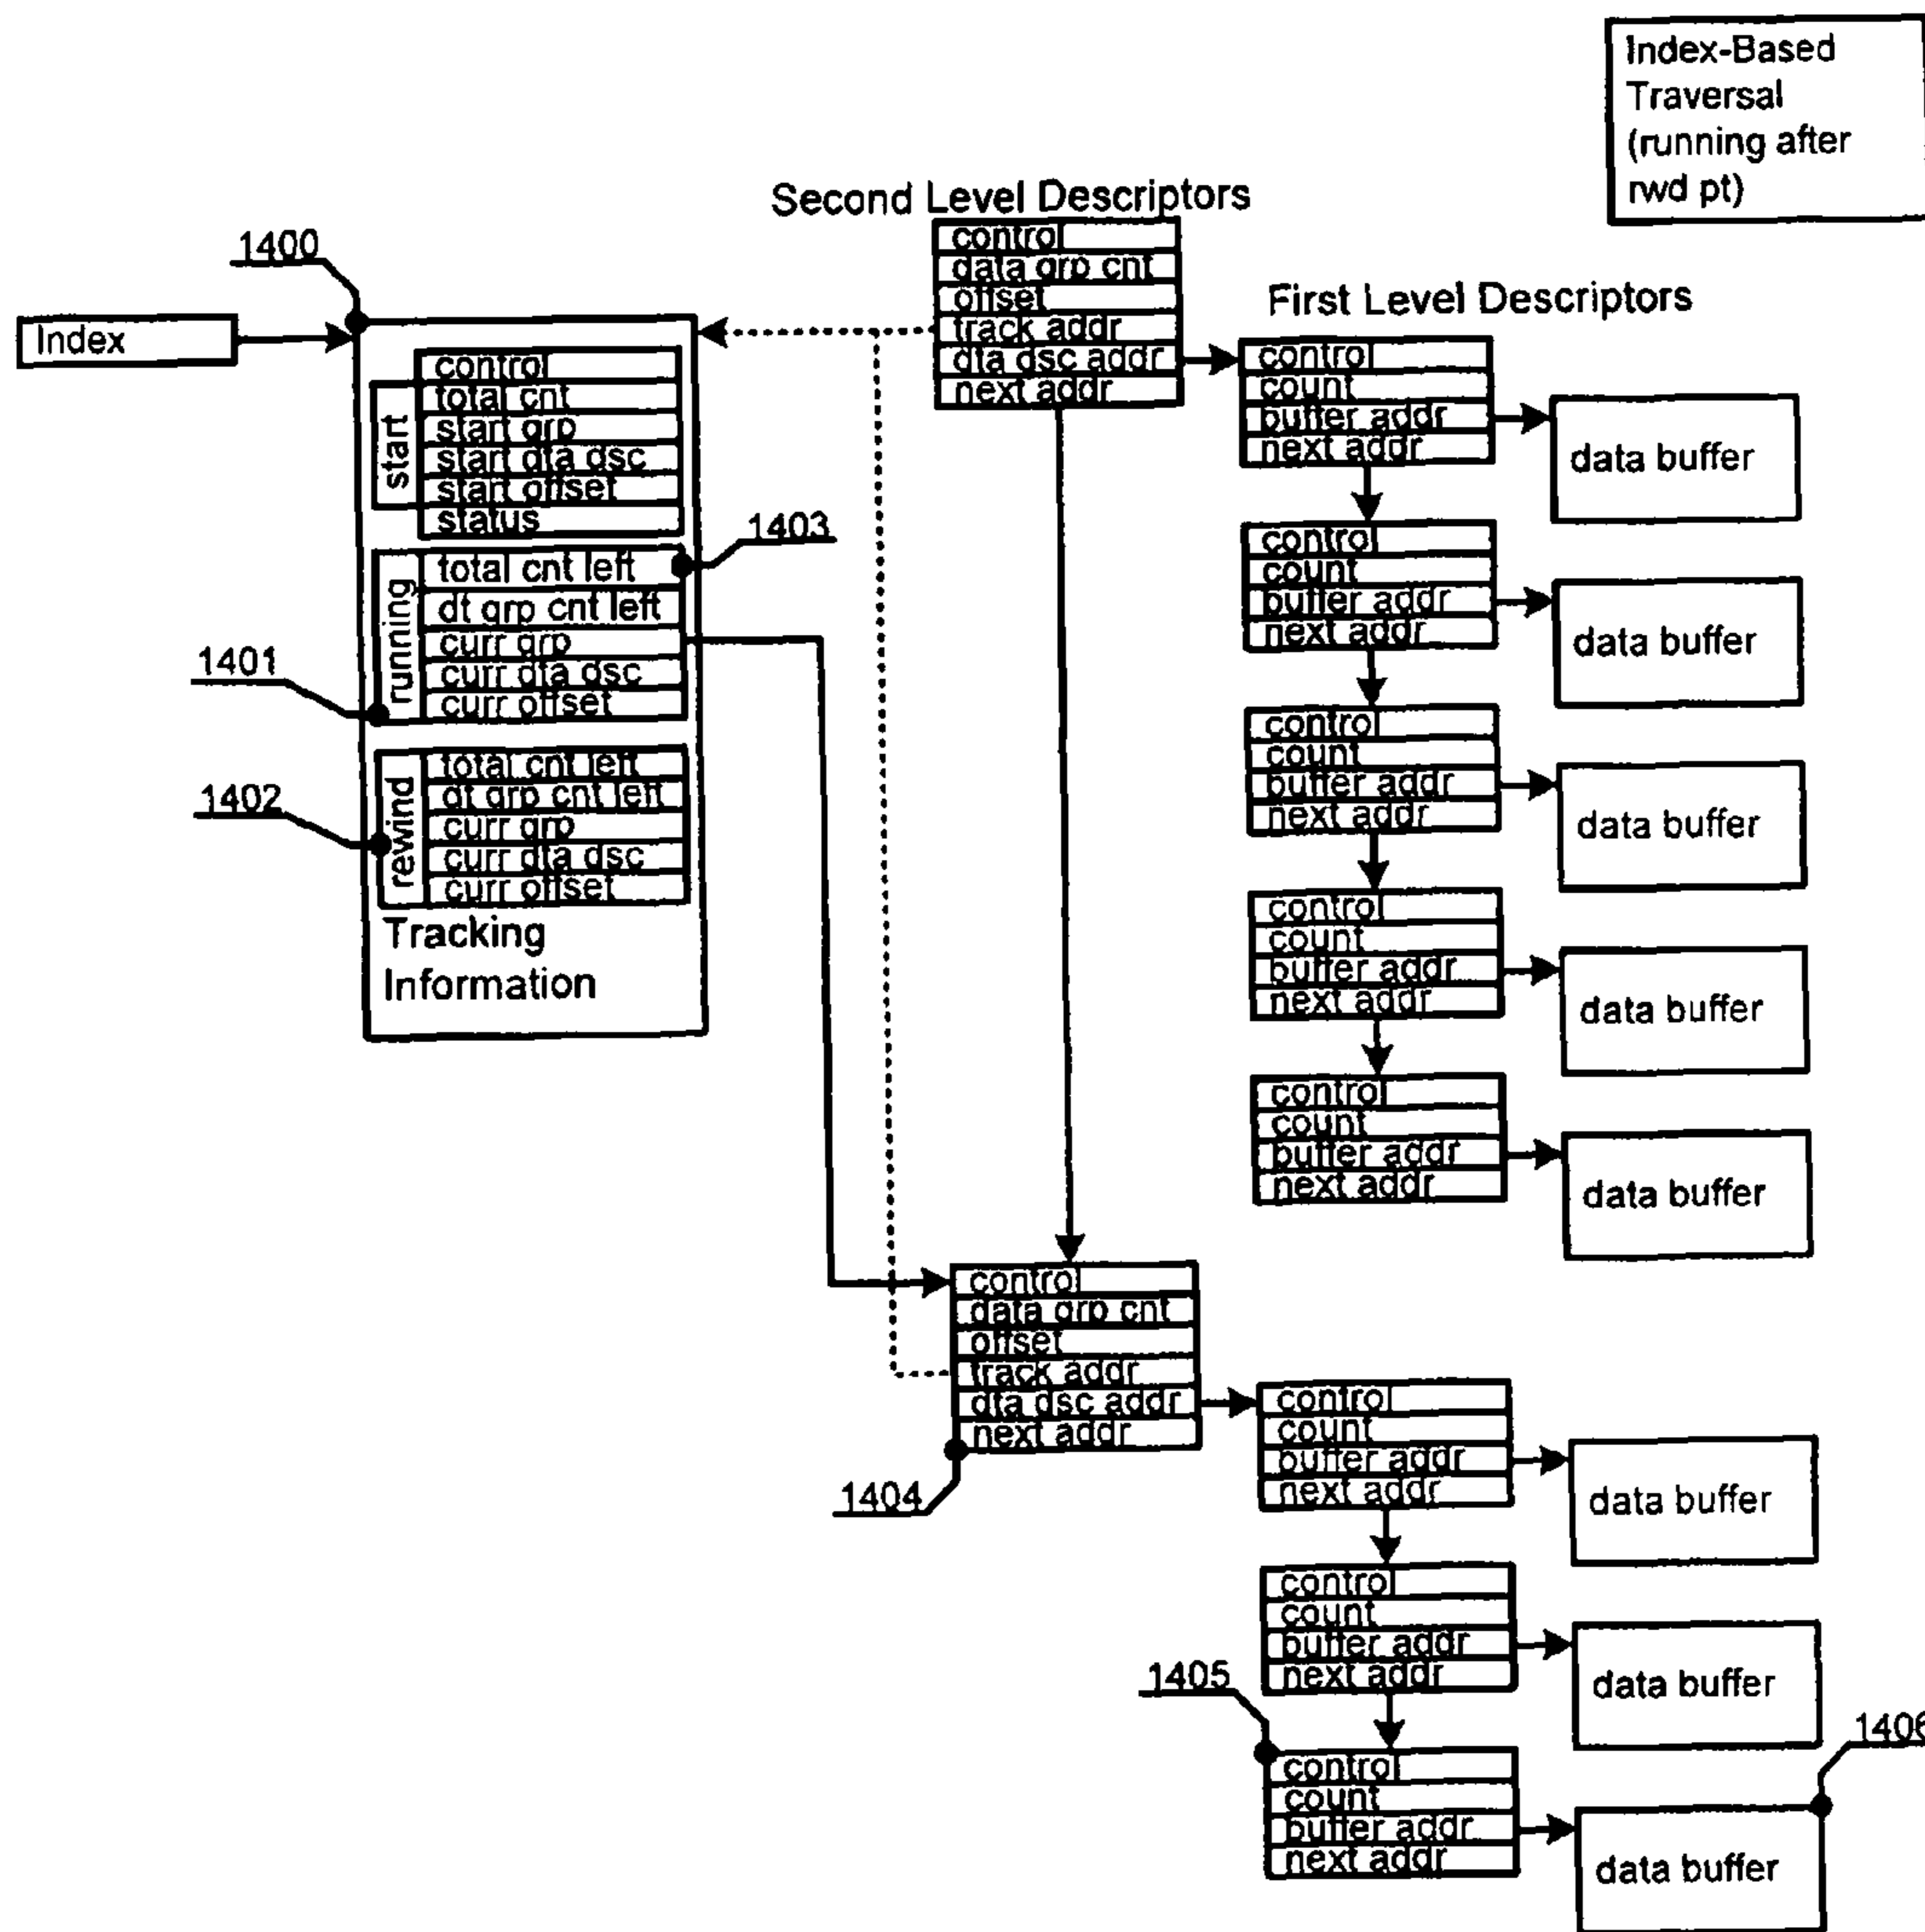 Index-Based
Traversal
(running after
rwd pt)
Second Level Descriptors
First Level Descriptors
1400
Index
control
total cnt
start grp
start dta dsc
start offset
status
start
1403
total cnt left
dt grp cnt left
curr grp
curr dta dsc
curr offset
running
1401
total cnt left
dt grp cnt left
curr grp
curr dta dsc
curr offset
rewind
1402
Tracking
Information
control
data grp cnt
offset
track addr
dta dsc addr
next addr
control
count
buffer addr
next addr
data buffer
control
count
buffer addr
next addr
data buffer
control
count
buffer addr
next addr
data buffer
control
count
buffer addr
next addr
data buffer
control
count
buffer addr
next addr
data buffer
control
data grp cnt
offset
track addr
dta dsc addr
next addr
1404
control
count
buffer addr
next addr
data buffer
control
count
buffer addr
next addr
data buffer
1405
control
count
buffer addr
next addr
1406
data buffer